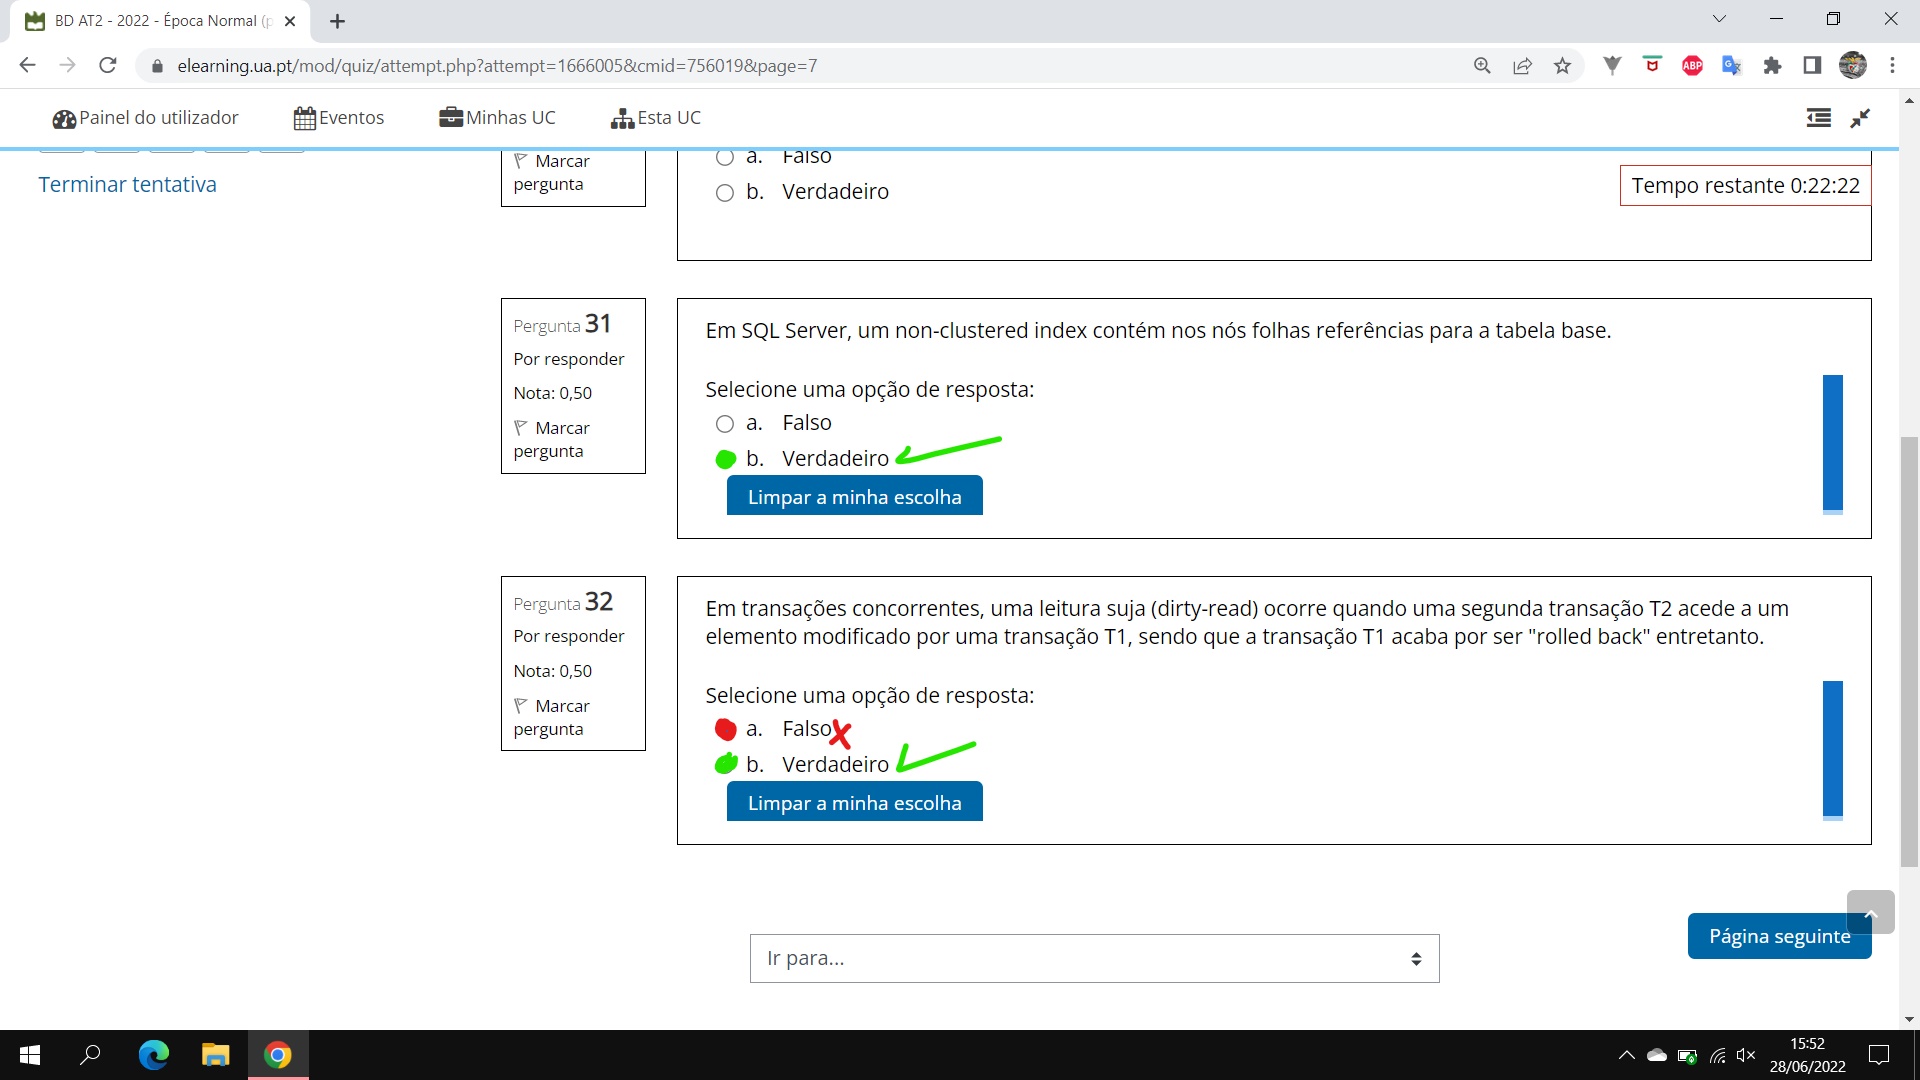 BD AT2 - 2022 - Época Normal (p
elearning.ua.pt/mod/quiz/attempt.php?attempt=1666005&cmid=756019&page=7
ABP
Painel do utilizador
Eventos
Minhas UC
Esta UC
Terminar tentativa
Marcar
pergunta
a. Falso
b. Verdadeiro
Tempo restante 0:22:22
Pergunta 31
Por responder
Nota: 0,50
Marcar
pergunta
Em SQL Server, um non-clustered index contém nos nós folhas referências para a tabela base.
Selecione uma opção de resposta:
a. Falso
b. Verdadeiro
Limpar a minha escolha
Pergunta 32
Por responder
Nota: 0,50
Marcar
pergunta
Em transações concorrentes, uma leitura suja (dirty-read) ocorre quando uma segunda transação T2 acede a um
elemento modificado por uma transação T1, sendo que a transação T1 acaba por ser "rolled back" entretanto.
Selecione uma opção de resposta:
a. Falso
b. Verdadeiro
Limpar a minha escolha
Ir para...
Página seguinte
15:52
28/06/2022